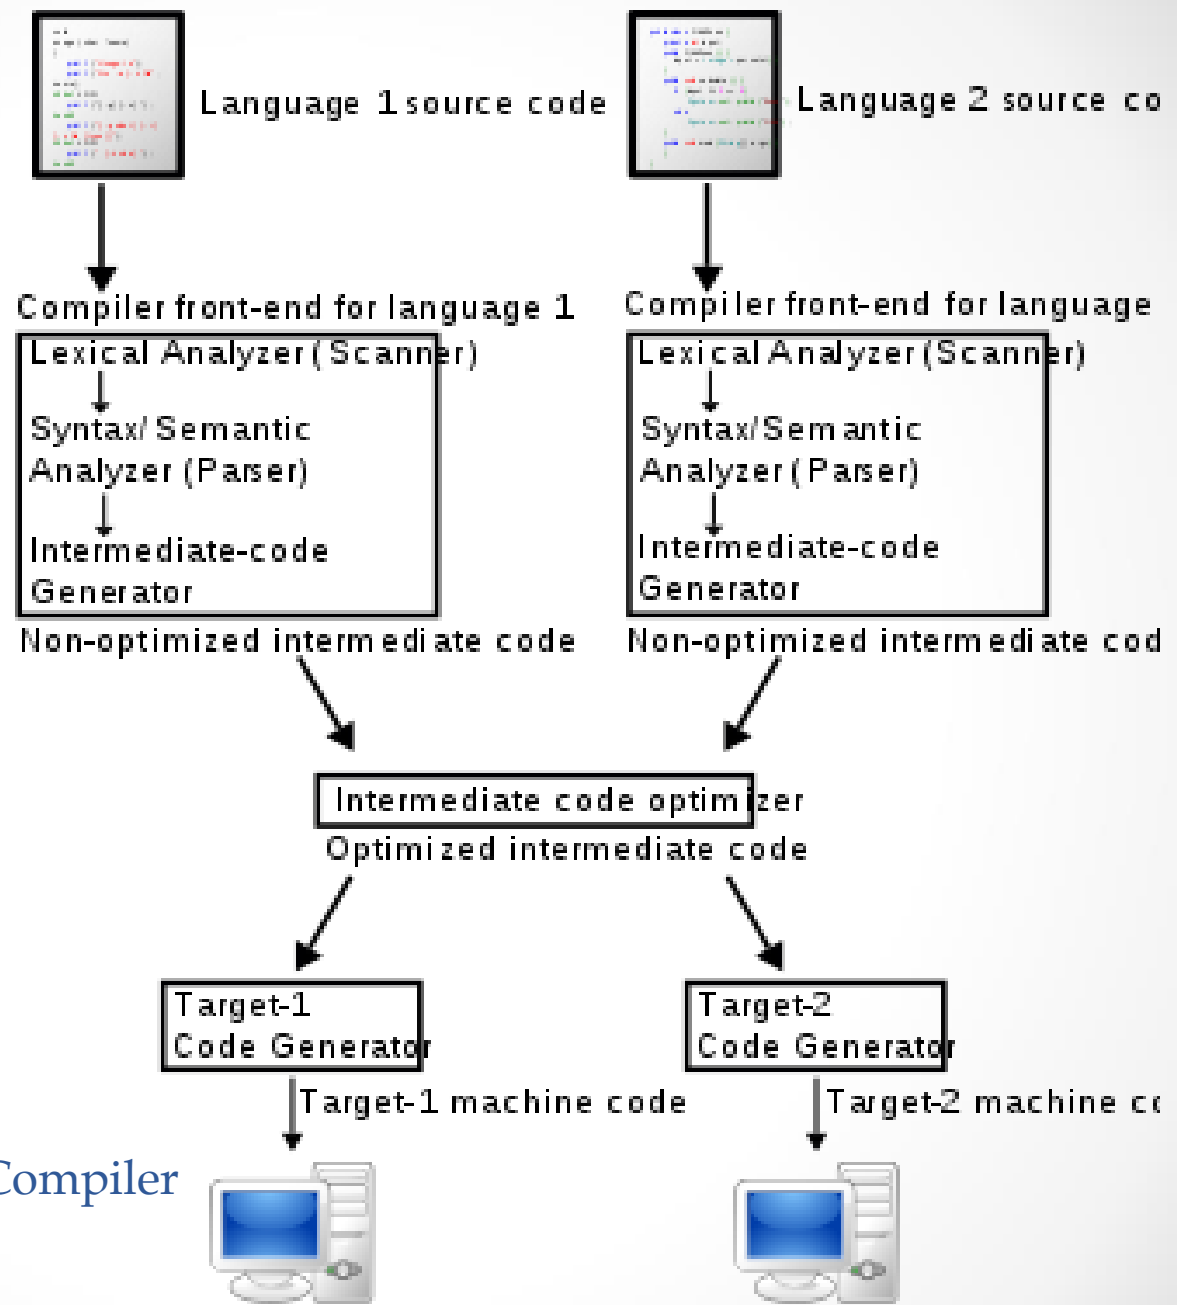 Language 1 source code
Language 2 source co
Compiler front-end for language 1
Lexical Analyzer (Scanner)
Syntax/Semantic
Analyzer (Parser)
Intermediate-code
Generator
Non-optimized intermediate code
Compiler front-end for language
Lexical Analyzer (Scanner)
Syntax/Semantic
Analyzer (Parser)
Intermediate-code
Generator
Non-optimized intermediate cod
Intermediate code optimizer
Optimized intermediate code
Target-1
Code Generator
Target-1 machine code
Target-2
Code Generator
Target-2 machine
Compiler